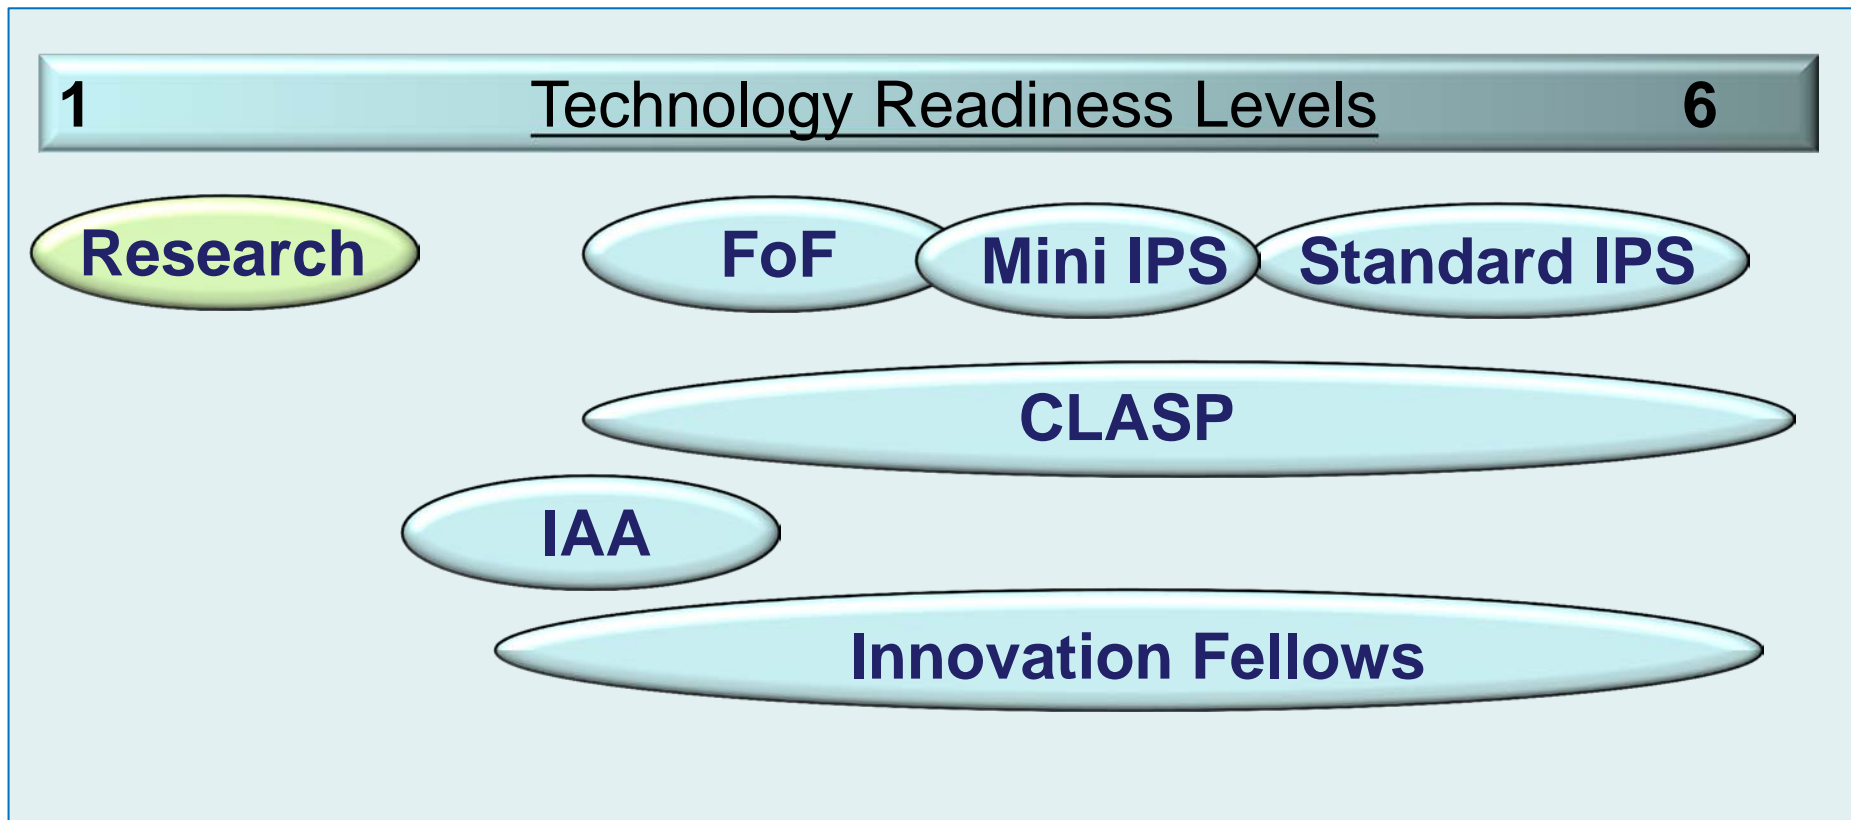 1 Technology Readiness Levels 6
Research FoF Mini IPS Standard IPS
CLASP
IAA
Innovation Fellows